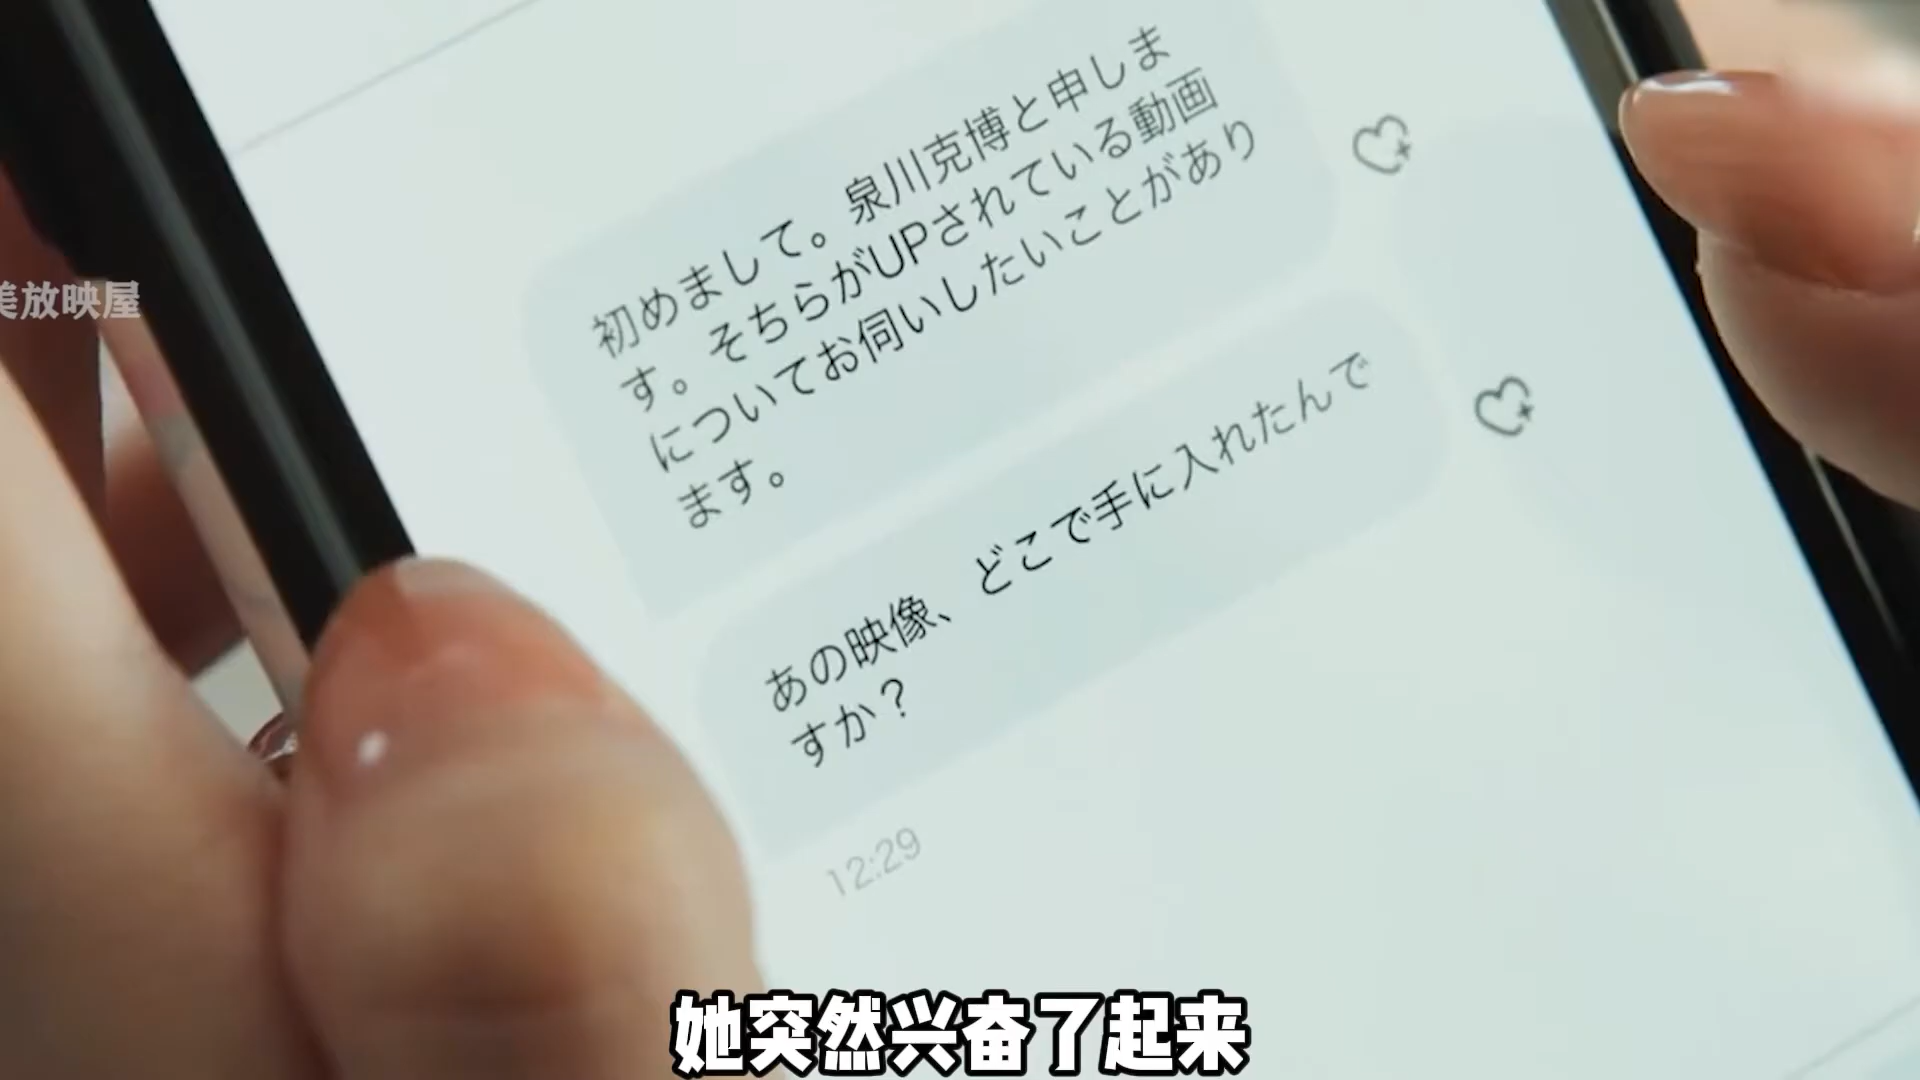 初めまして。泉川克博と申しま
す。そちらがUPされている動画
についてお伺いしたいことがあり
ます。
あの映像、どこで手に入れたんで
すか？
12:29
美放映屋
她突然兴奋了起来